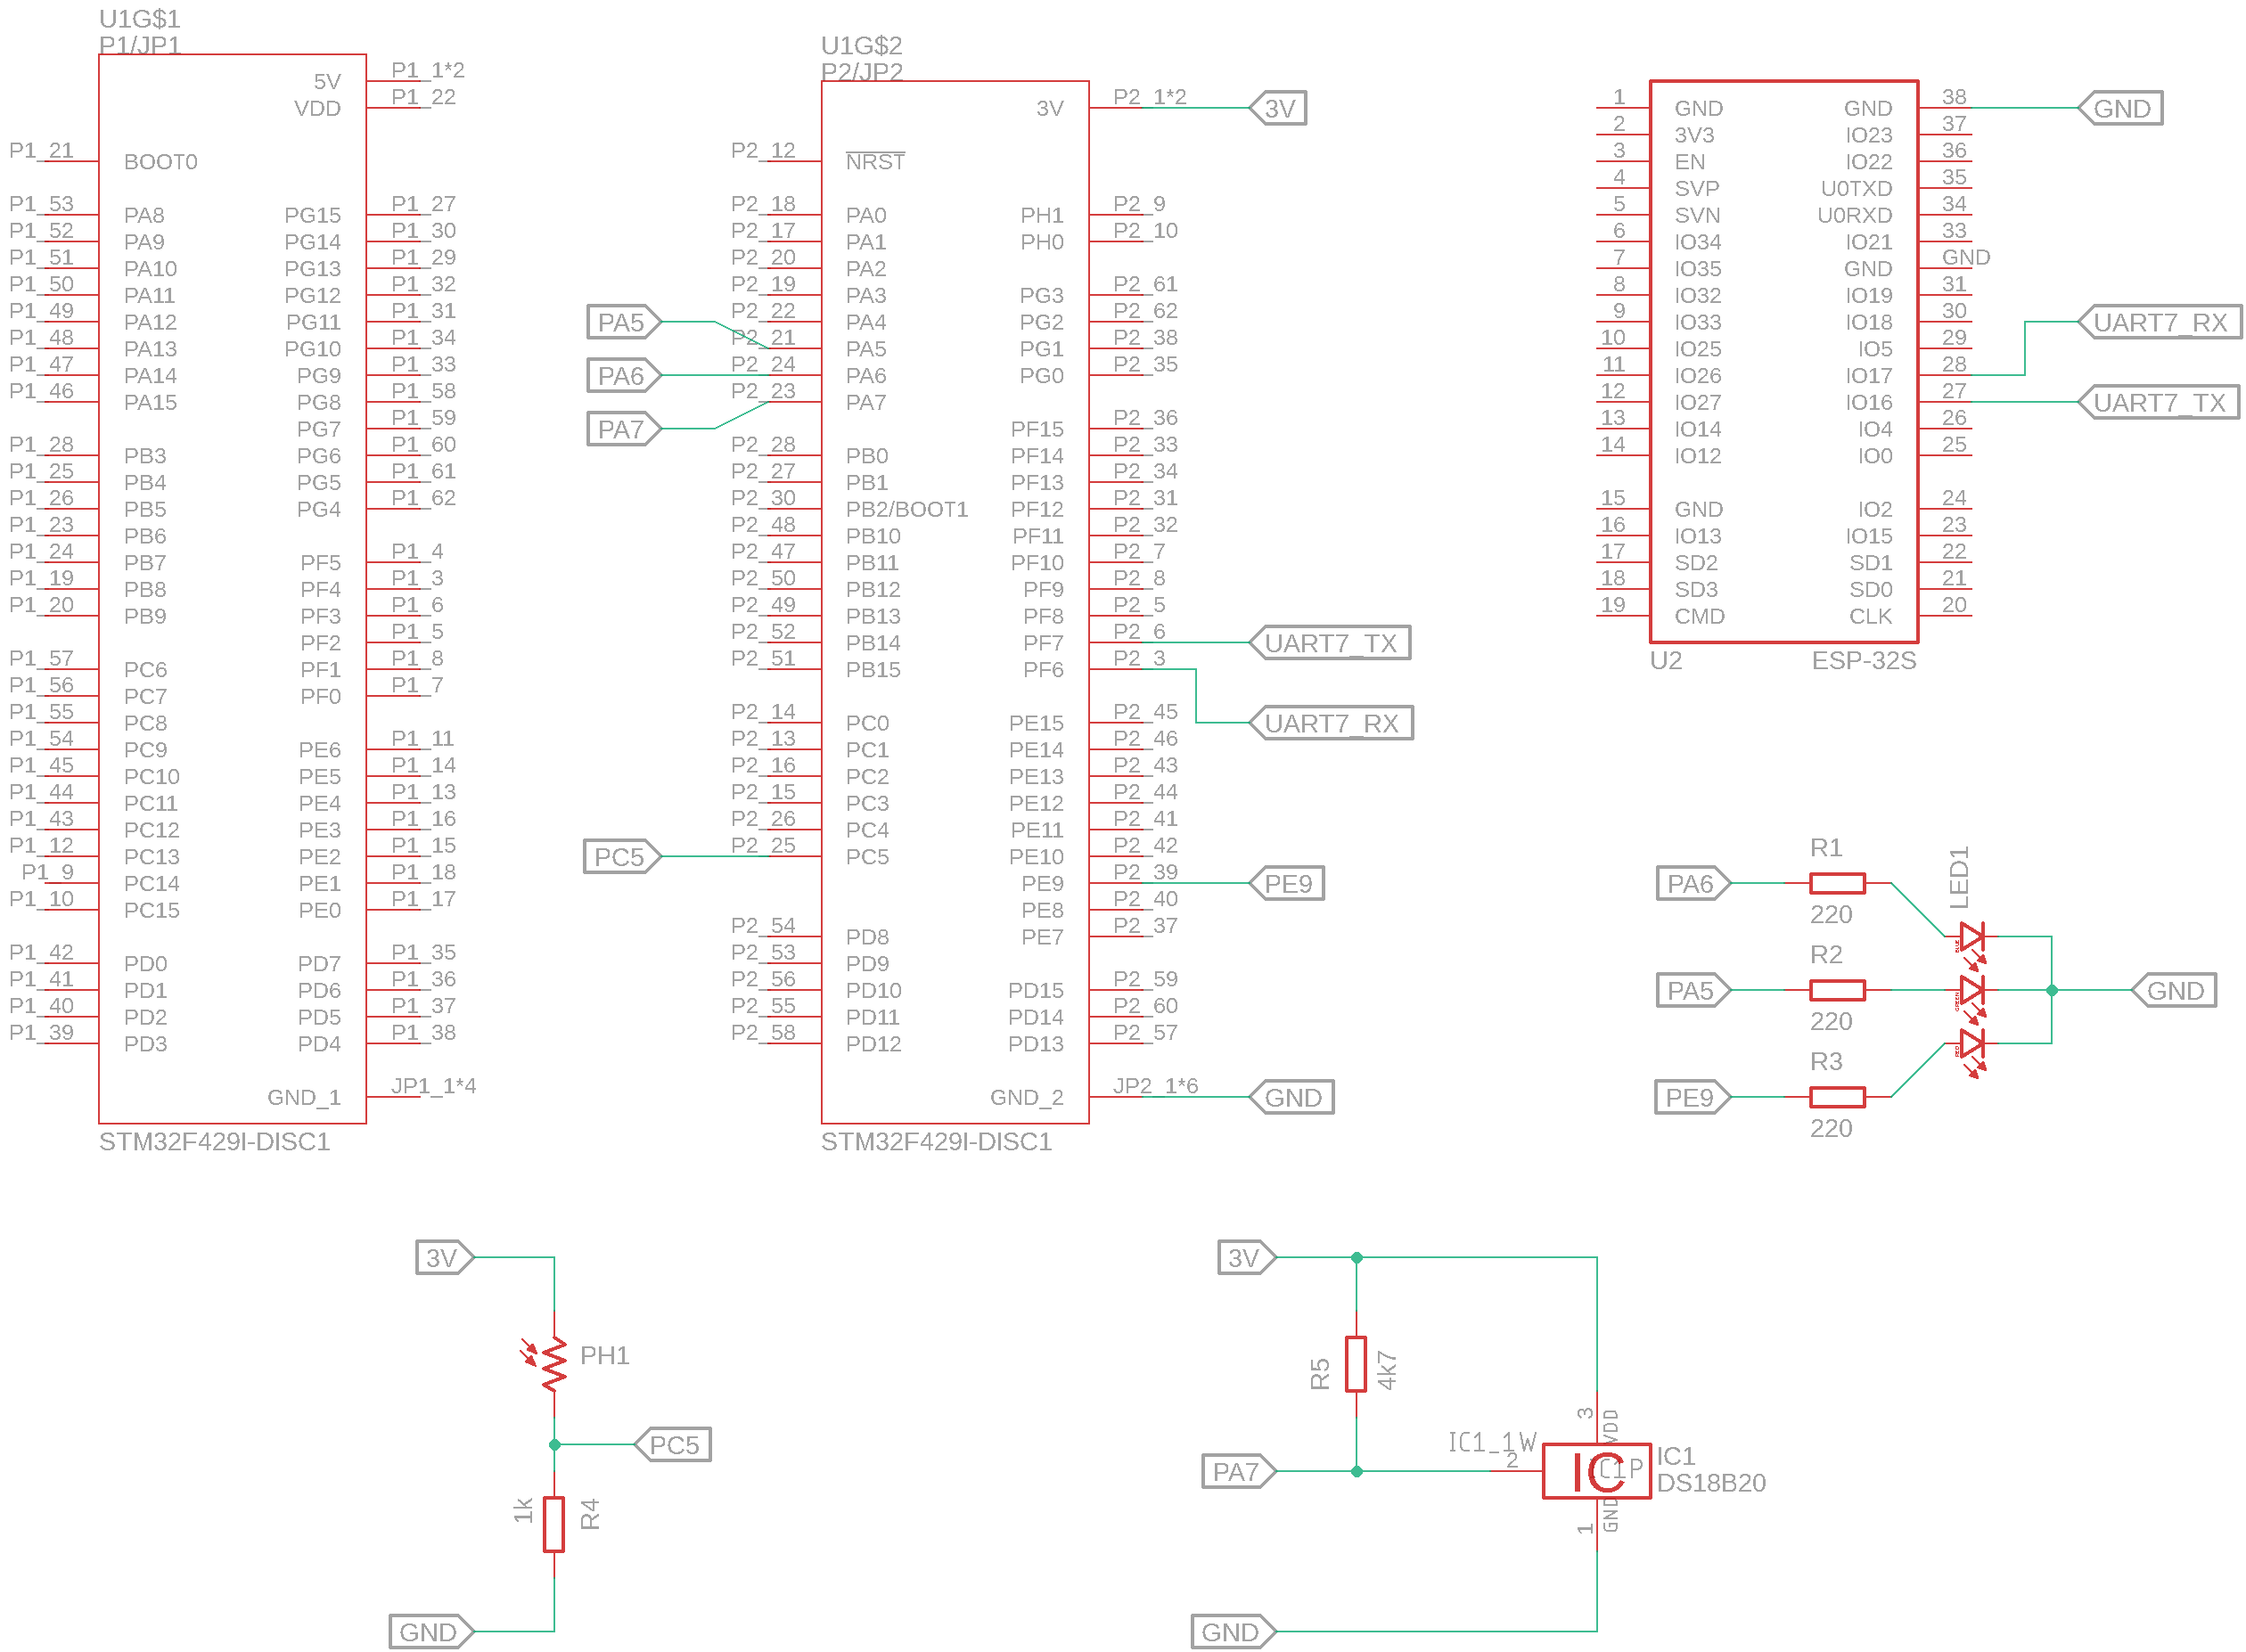 U1G$1
P1/JP1
5V P1_1*2
VDD P1_22
P1_21 BOOT0
P1_53 PA8 PG15 P1_27
P1_52 PA9 PG14 P1_30
P1_51 PA10 PG13 P1_29
P1_50 PA11 PG12 P1_32
P1_49 PA12 PG11 P1_31
P1_48 PA13 PG10 P1_34
P1_47 PA14 PG9 P1_33
P1_46 PA15 PG8 P1_58
PG7 P1_59
P1_28 PB3 PG6 P1_60
P1_25 PB4 PG5 P1_61
P1_26 PB5 PG4 P1_62
P1_23 PB6
P1_24 PB7 PF5 P1_4
P1_19 PB8 PF4 P1_3
P1_20 PB9 PF3 P1_6
PF2 P1_5
P1_57 PC6 PF1 P1_8
P1_56 PC7 PF0 P1_7
P1_55 PC8
P1_54 PC9 PE6 P1_11
P1_45 PC10 PE5 P1_14
P1_44 PC11 PE4 P1_13
P1_43 PC12 PE3 P1_16
P1_12 PC13 PE2 P1_15
P1_9 PC14 PE1 P1_18
P1_10 PC15 PE0 P1_17
P1_42 PD0 PD7 P1_35
P1_41 PD1 PD6 P1_36
P1_40 PD2 PD5 P1_37
P1_39 PD3 PD4 P1_38
GND_1 JP1_1*4
STM32F429I-DISC1
U1G$2
P2/JP2
3V P2_1*2 3V
P2_12 NRST
P2_18 PA0 PH1 P2_9
P2_17 PA1 PH0 P2_10
P2_20 PA2
P2_19 PA3 PG3 P2_61
P2_22 PA4 PG2 P2_62
PA5 P2_21 PA5 PG1 P2_38
PA6 P2_24 PA6 PG0 P2_35
PA7 P2_23 PA7
PF15 P2_36
P2_28 PB0 PF14 P2_33
P2_27 PB1 PF13 P2_34
P2_30 PB2/BOOT1 PF12 P2_31
P2_48 PB10 PF11 P2_32
P2_47 PB11 PF10 P2_7
P2_50 PB12 PF9 P2_8
P2_49 PB13 PF8 P2_5
P2_52 PB14 PF7 P2_6 UART7_TX
P2_51 PB15 PF6 P2_3
P2_14 PC0 PE15 P2_45 UART7_RX
P2_13 PC1 PE14 P2_46
P2_16 PC2 PE13 P2_43
P2_15 PC3 PE12 P2_44
P2_26 PC4 PE11 P2_41
PC5 P2_25 PC5 PE10 P2_42
PE9 P2_39 PE9
PE8 P2_40
P2_54 PD8 PE7 P2_37
P2_53 PD9
P2_56 PD10 PD15 P2_59
P2_55 PD11 PD14 P2_60
P2_58 PD12 PD13 P2_57
GND_2 JP2_1*6 GND
STM32F429I-DISC1
1 GND GND 38 GND
2 3V3 IO23 37
3 EN IO22 36
4 SVP U0TXD 35
5 SVN U0RXD 34
6 IO34 IO21 33
7 IO35 GND GND
8 IO32 IO19 31
9 IO33 IO18 30 UART7_RX
10 IO25 IO5 29
11 IO26 IO17 28
12 IO27 IO16 27 UART7_TX
13 IO14 IO4 26
14 IO12 IO0 25
15 GND IO2 24
16 IO13 IO15 23
17 SD2 SD1 22
18 SD3 SD0 21
19 CMD CLK 20
U2 ESP-32S
R1 LED1
PA6
220
BLUE
R2
PA5 GREEN GND
220
RED
R3
PE9
220
3V
PH1
PC5
1k R4
GND
3V
R5 4k7
3 VDD
IC1_1W
2
PA7 IC IC1P
IC1
DS18B20
1 GND
GND